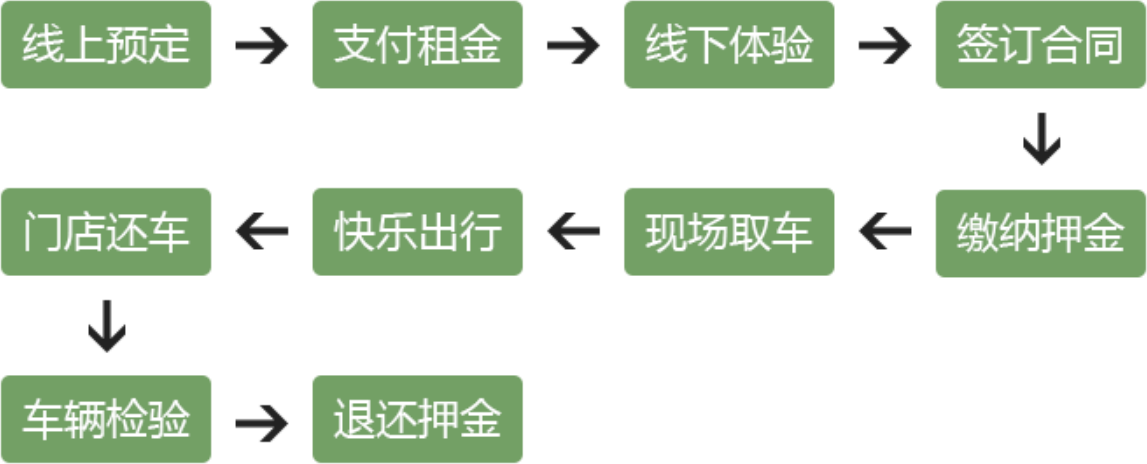 线上预定
支付租金
线下体验
签订合同
缴纳押金
现场取车
快乐出行
门店还车
车辆检验
退还押金